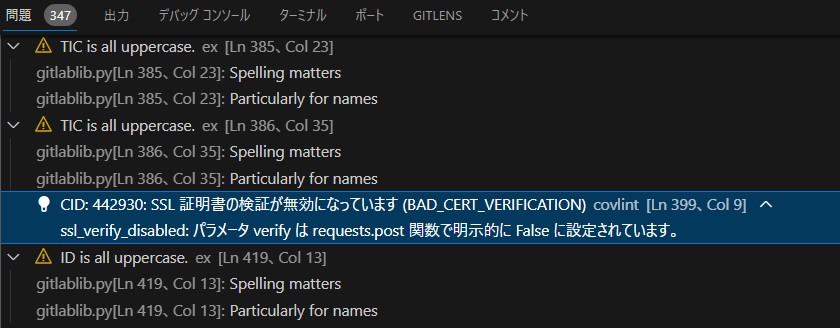 問題 347 出力 デバッグ コンソール ターミナル ポート GITLENS コメント
TIC is all uppercase. ex [Ln 385、Col 23]
gitlablib.py[Ln 385、Col 23]: Spelling matters
gitlablib.py[Ln 385、Col 23]: Particularly for names
TIC is all uppercase. ex [Ln 386、Col 35]
gitlablib.py[Ln 386、Col 35]: Spelling matters
gitlablib.py[Ln 386、Col 35]: Particularly for names
CID: 442930: SSL 証明書の検証が無効になっています (BAD_CERT_VERIFICATION) covlint [Ln 399、Col 9]
ssl_verify_disabled: パラメータ verify は requests.post 関数で明示的に False に設定されています。
ID is all uppercase. ex [Ln 419、Col 13]
gitlablib.py[Ln 419、Col 13]: Spelling matters
gitlablib.py[Ln 419、Col 13]: Particularly for names